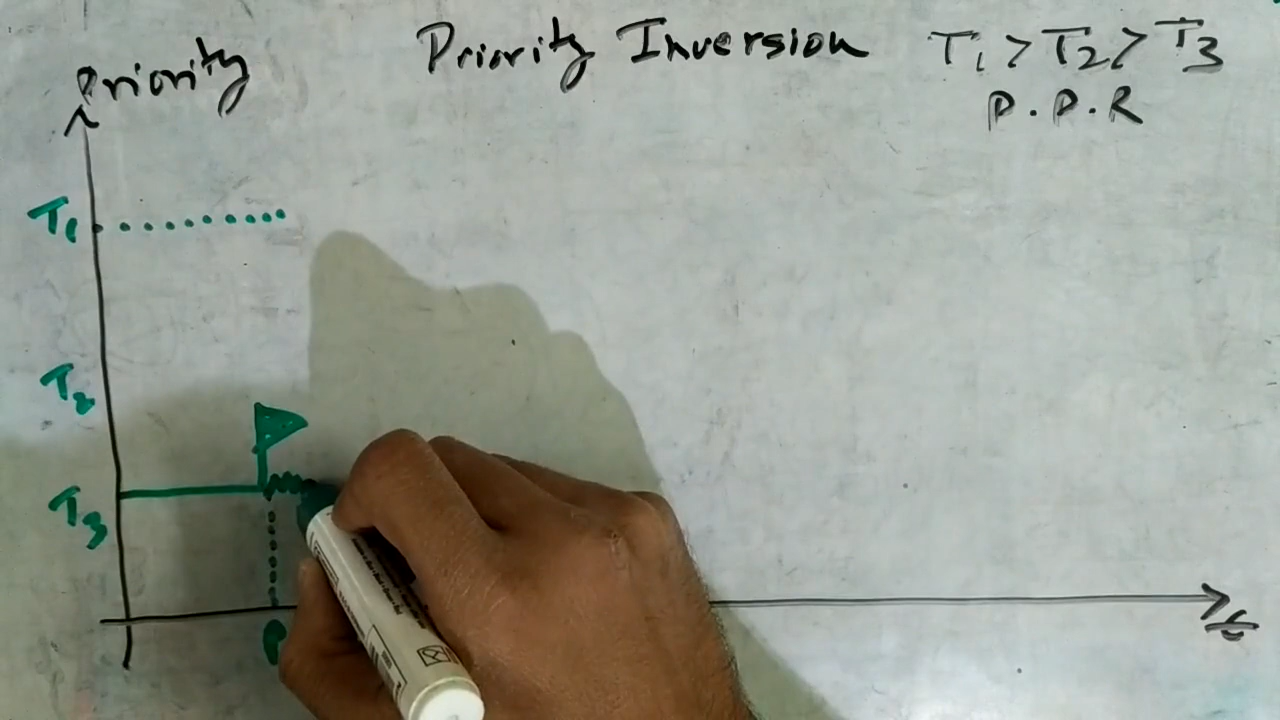 Priority Inversion T1 > T2 > T3
P.P.R
Priority
T1
T2
T3
t